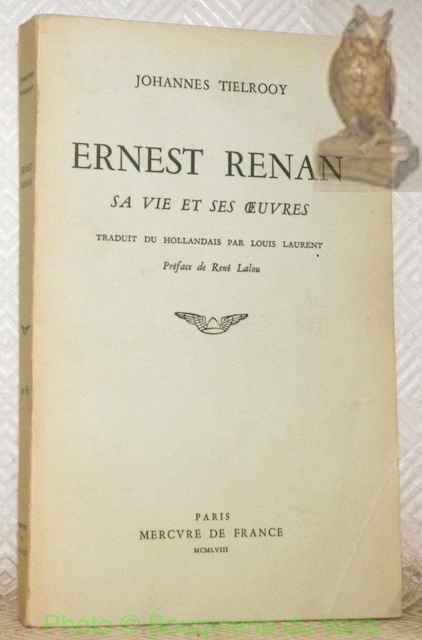 JOHANNES TIELROOY
ERNEST RENAN
SA VIE ET SES ŒUVRES
TRADUIT DU HOLLANDAIS PAR LOUIS LAURENT
Préface de René Lalou
PARIS
MERCVRE DE FRANCE
MCMLVIII
Photo © Bouquinerie du Varis